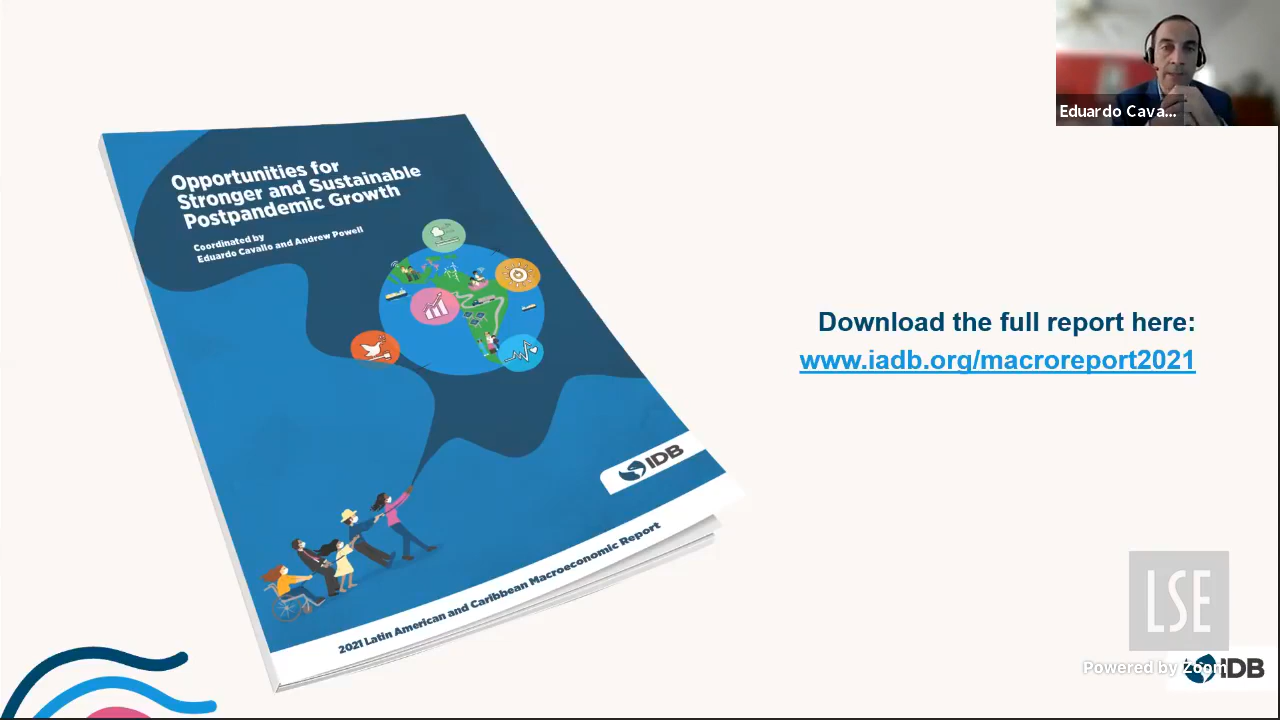 Eduardo Cava...
Opportunities for
Stronger and Sustainable
Postpandemic Growth
Coordinated by
Eduardo Cavallo and Andrew Powell
IDB
2021 Latin American and Caribbean Macroeconomic Report
Download the full report here:
www.iadb.org/macroreport2021
LSE
Powered by Zoom
IDB